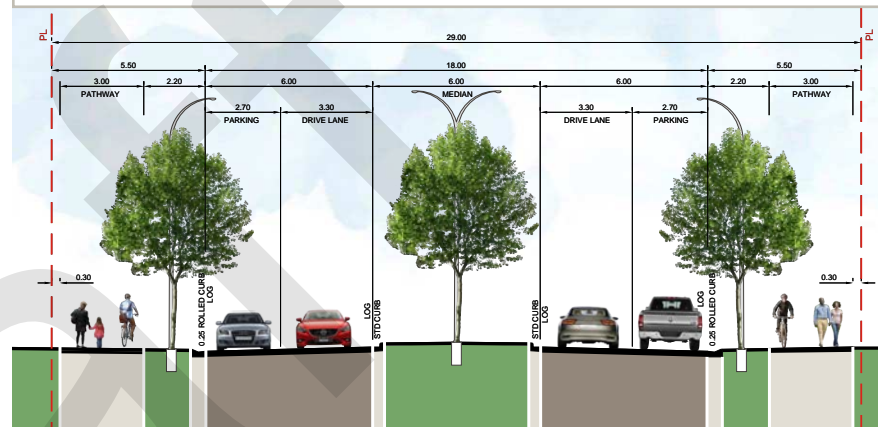 PL
PL
29.00
5.50
18.00
5.50
3.00
2.20
6.00
6.00
6.00
2.20
3.00
PATHWAY
MEDIAN
PATHWAY
2.70
3.30
3.30
2.70
PARKING
DRIVE LANE
DRIVE LANE
PARKING
0.30
0.25 ROLLED CURB
LOG
LOG
STD CURB
STD CURB
LOG
LOG
0.25 ROLLED CURB
0.30